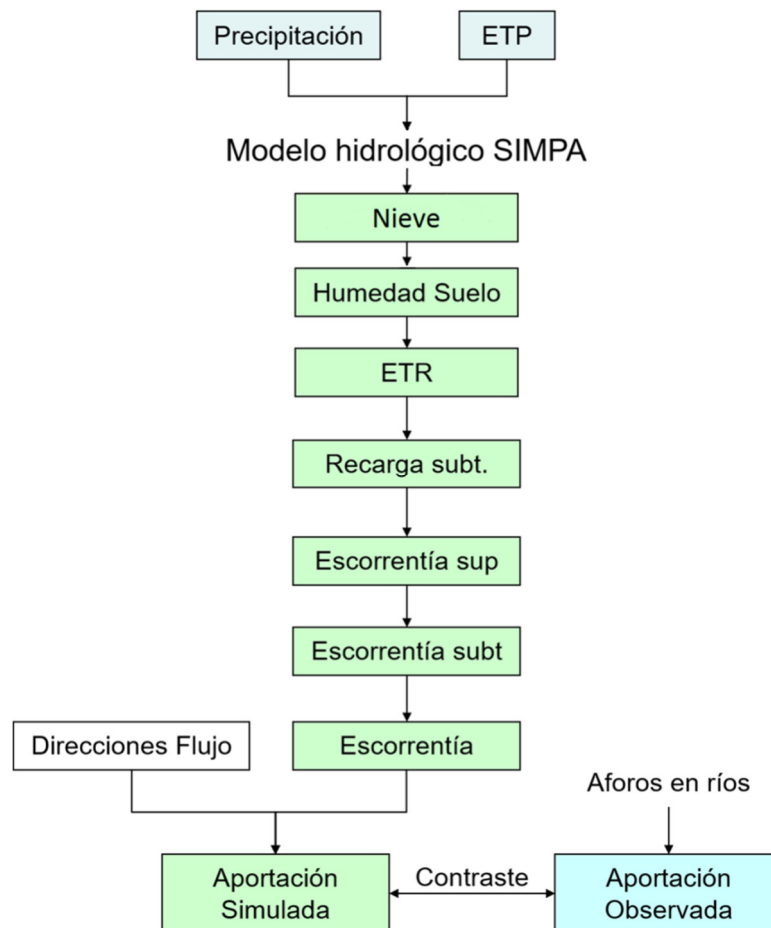 Precipitación
ETP
Modelo hidrológico SIMPA
Nieve
Humedad Suelo
ETR
Recarga subt.
Escorrentía sup
Escorrentía subt
Direcciones Flujo
Escorrentía
Aforos en ríos
Aportación
Simulada
Contraste
Aportación
Observada